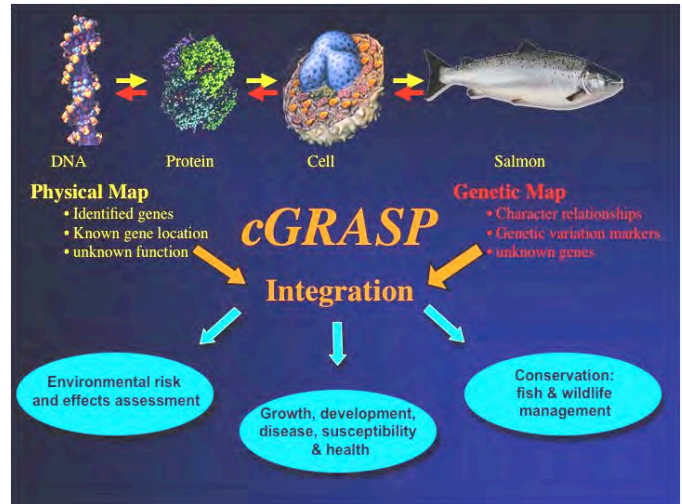 DNA
Protein
Cell
Salmon
Physical Map
• Identified genes
• Known gene location
• unknown function
Genetic Map
• Character relationships
• Genetic variation markers
• unknown genes
cGRASP
Integration
Environmental risk
and effects assessment
Growth, development,
disease, susceptibility
& health
Conservation:
fish & wildlife
management